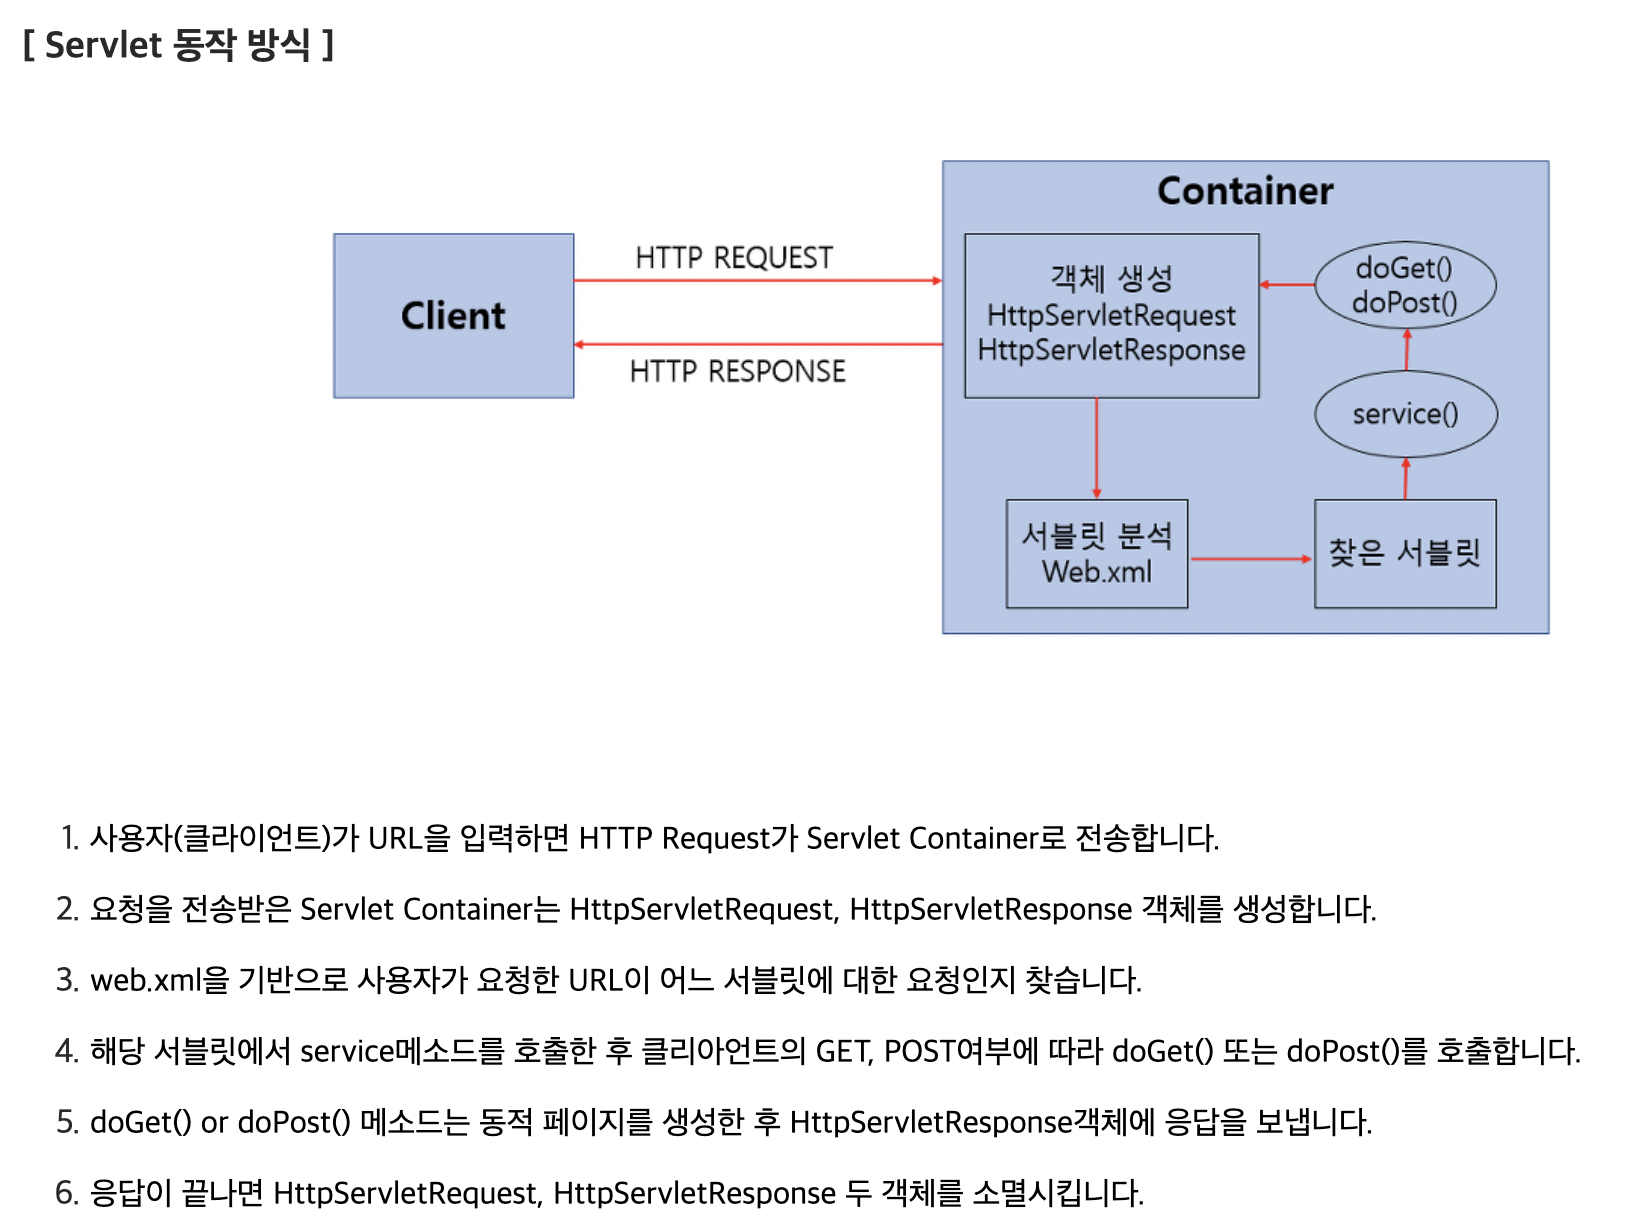 [ Servlet 동작 방식 ]
Container
Client
HTTP REQUEST
HTTP RESPONSE
객체 생성
HttpServletRequest
HttpServletResponse
doGet()
doPost()
service()
서블릿 분석
Web.xml
찾은 서블릿
1. 사용자(클라이언트)가 URL을 입력하면 HTTP Request가 Servlet Container로 전송합니다.
2. 요청을 전송받은 Servlet Container는 HttpServletRequest, HttpServletResponse 객체를 생성합니다.
3. web.xml을 기반으로 사용자가 요청한 URL이 어느 서블릿에 대한 요청인지 찾습니다.
4. 해당 서블릿에서 service메소드를 호출한 후 클리아언트의 GET, POST여부에 따라 doGet() 또는 doPost()를 호출합니다.
5. doGet() or doPost() 메소드는 동적 페이지를 생성한 후 HttpServletResponse객체에 응답을 보냅니다.
6. 응답이 끝나면 HttpServletRequest, HttpServletResponse 두 객체를 소멸시킵니다.